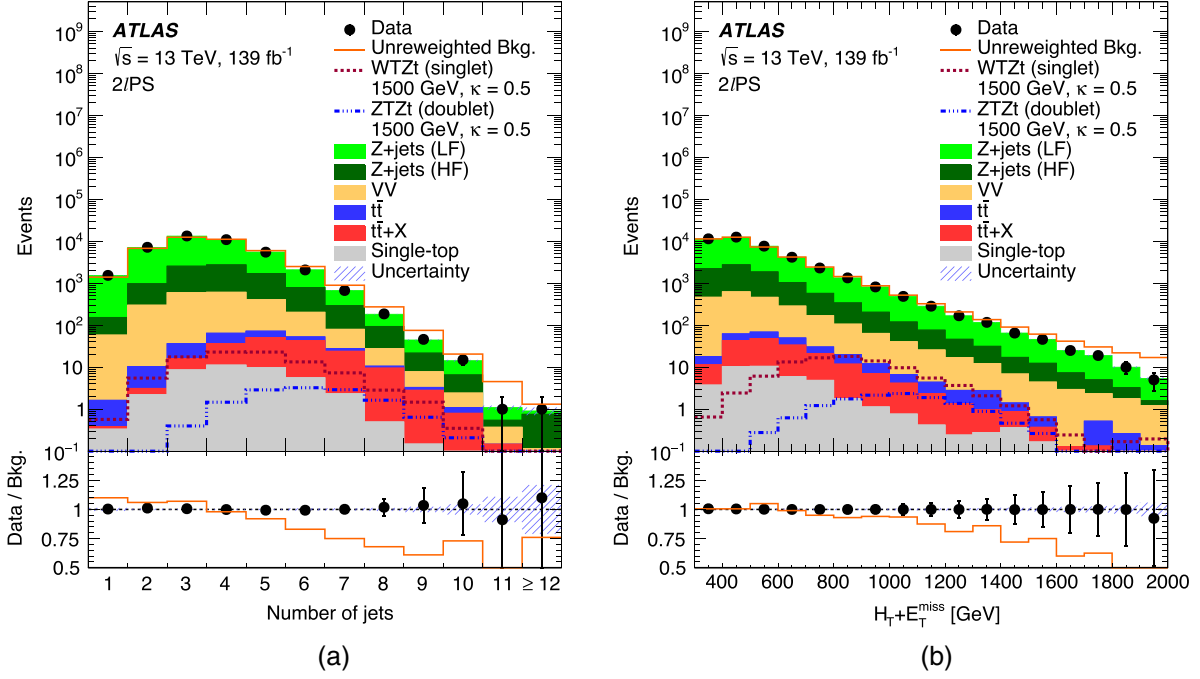 ATLAS
√s = 13 TeV, 139 fb⁻¹
2lPS
Data
Unreweighted Bkg.
WTZt (singlet)
1500 GeV, κ = 0.5
ZTZt (doublet)
1500 GeV, κ = 0.5
Z+jets (LF)
Z+jets (HF)
VV
tt̄
tt̄+X
Single-top
Uncertainty
Events
10⁹
10⁸
10⁷
10⁶
10⁵
10⁴
10³
10²
10
1
10⁻¹
Data / Bkg.
1.25
1
0.75
0.5
1 2 3 4 5 6 7 8 9 10 11 ≥ 12
Number of jets
(a)
ATLAS
√s = 13 TeV, 139 fb⁻¹
2lPS
Data
Unreweighted Bkg.
WTZt (singlet)
1500 GeV, κ = 0.5
ZTZt (doublet)
1500 GeV, κ = 0.5
Z+jets (LF)
Z+jets (HF)
VV
tt̄
tt̄+X
Single-top
Uncertainty
Events
10⁹
10⁸
10⁷
10⁶
10⁵
10⁴
10³
10²
10
1
10⁻¹
Data / Bkg.
1.25
1
0.75
0.5
400 600 800 1000 1200 1400 1600 1800 2000
H_T+E_T^miss [GeV]
(b)